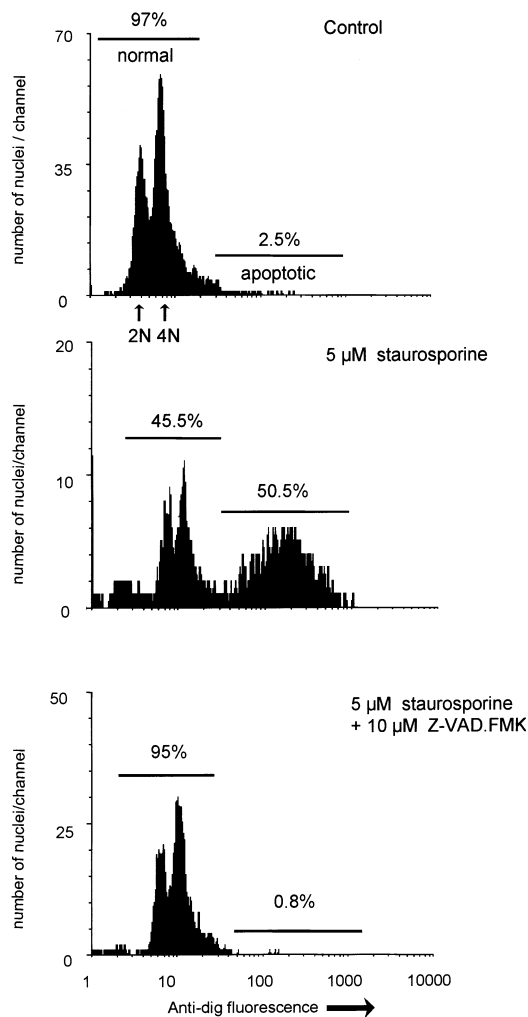 97%
70
Control
normal
number of nuclei / channel
35
2.5%
apoptotic
0
↑ ↑
2N 4N
20
5 µM staurosporine
45.5%
number of nuclei/channel
10
50.5%
0
50
5 µM staurosporine
+ 10 µM Z-VAD.FMK
95%
number of nuclei/channel
25
0.8%
0
1 10 100 1000 10000
Anti-dig fluorescence